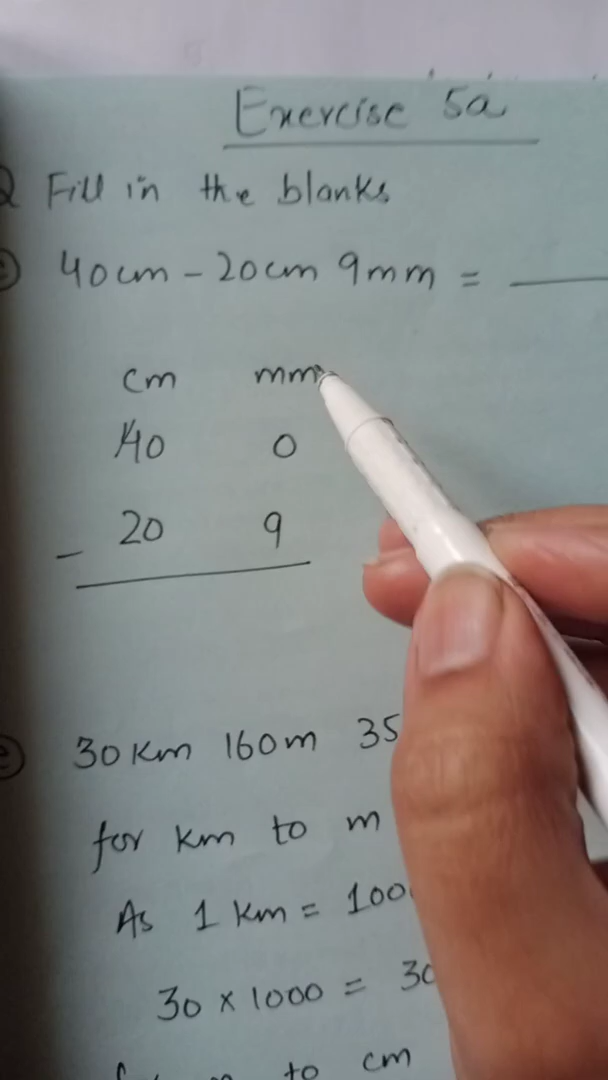 Exercise 5a
Fill in the blanks
40cm - 20cm 9mm =
cm mm
40 0
- 20 9
30 Km 160m 35
for km to m
As 1 Km = 100
30 x 1000 = 30
to cm